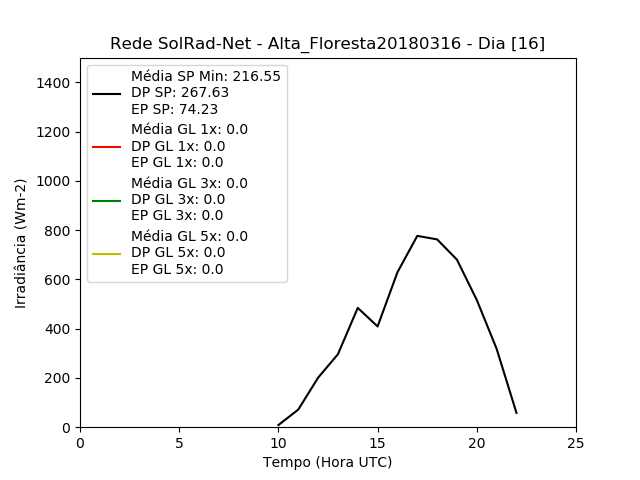 Rede SolRad-Net - Alta_Floresta20180316 - Dia [16]
Média SP Min: 216.55
DP SP: 267.63
EP SP: 74.23
Média GL 1x: 0.0
DP GL 1x: 0.0
EP GL 1x: 0.0
Média GL 3x: 0.0
DP GL 3x: 0.0
EP GL 3x: 0.0
Média GL 5x: 0.0
DP GL 5x: 0.0
EP GL 5x: 0.0
Irradiância (Wm-2)
1400
1200
1000
800
600
400
200
0
0 5 10 15 20 25
Tempo (Hora UTC)